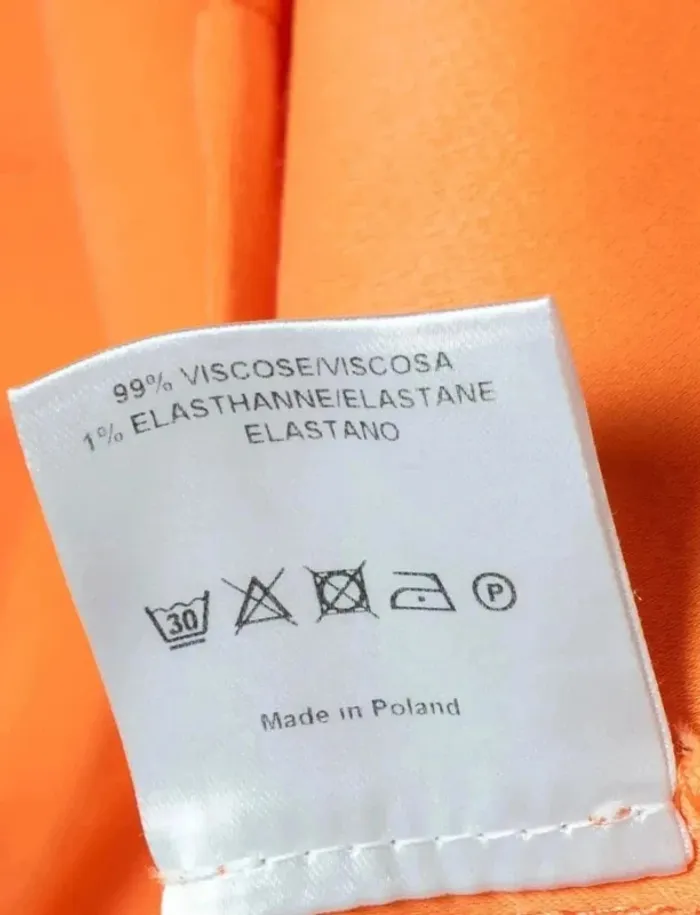 99% VISCOSE/VISCOSA
1% ELASTHANNE/ELASTANE
ELASTANO
30 P
Made in Poland